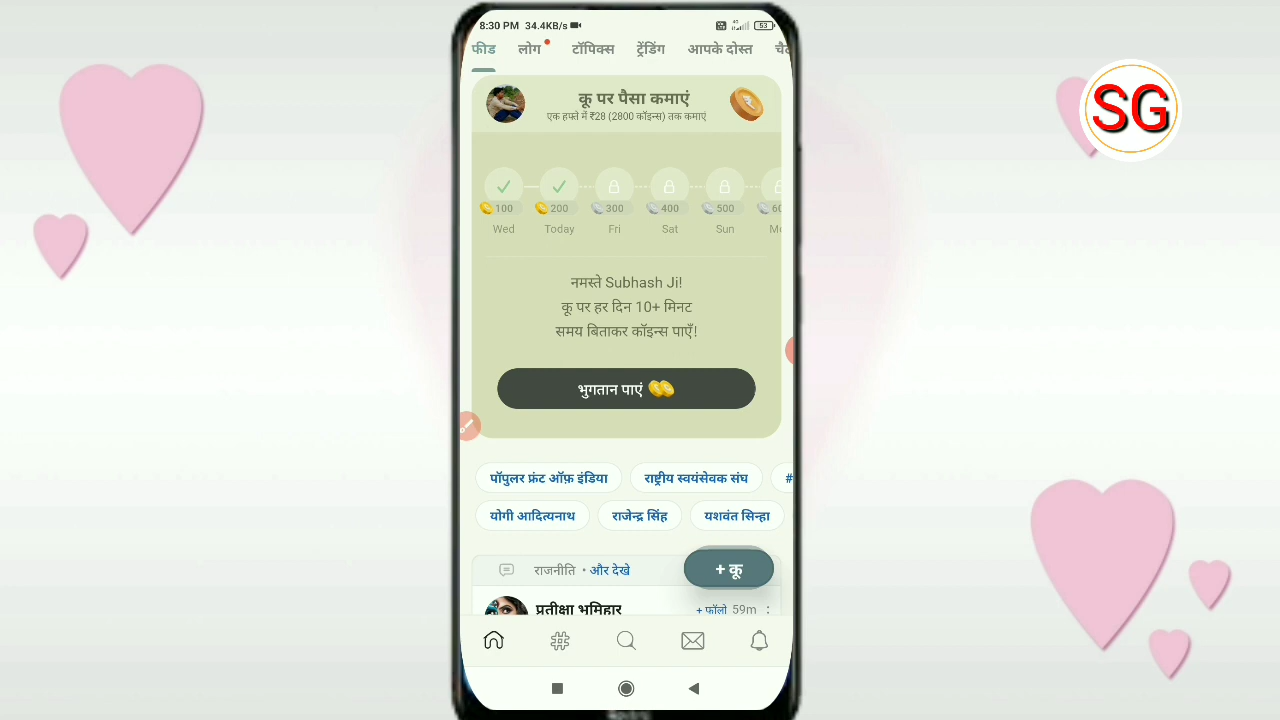 8:30 PM 34.4KB/s
4G
53
फीड लोग टॉपिक्स ट्रेंडिंग आपके दोस्त
SG
कू पर पैसा कमाएं
एक हफ्ते में ₹28 (2800 कॉइन्स) तक कमाएं
100 200 300 400 500
Wed Today Fri Sat Sun
नमस्ते Subhash Ji!
कू पर हर दिन 10+ मिनट
समय बिताकर कॉइन्स पाएँ!
भुगतान पाएं
पॉपुलर फ्रंट ऑफ़ इंडिया राष्ट्रीय स्वयंसेवक संघ #
योगी आदित्यनाथ राजेन्द्र सिंह यशवंत सिन्हा
राजनीति • और देखे + कू
प्रतीक्षा भूमिहार + फॉलो 59m